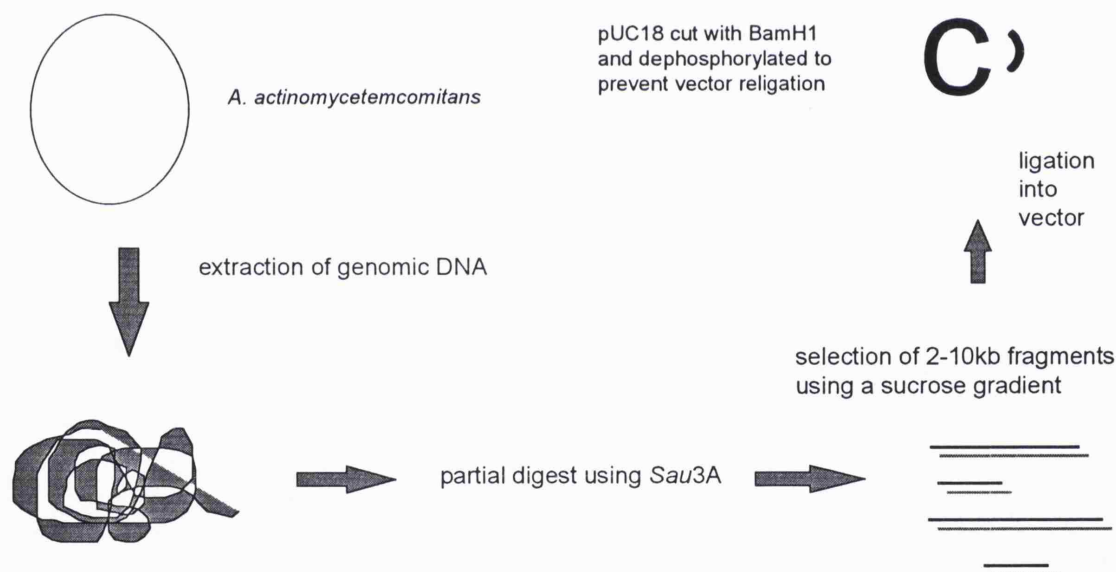 A. actinomycetemcomitans
pUC18 cut with BamH1
and dephosphorylated to
prevent vector religation
ligation
into
vector
extraction of genomic DNA
selection of 2-10kb fragments
using a sucrose gradient
partial digest using Sau3A